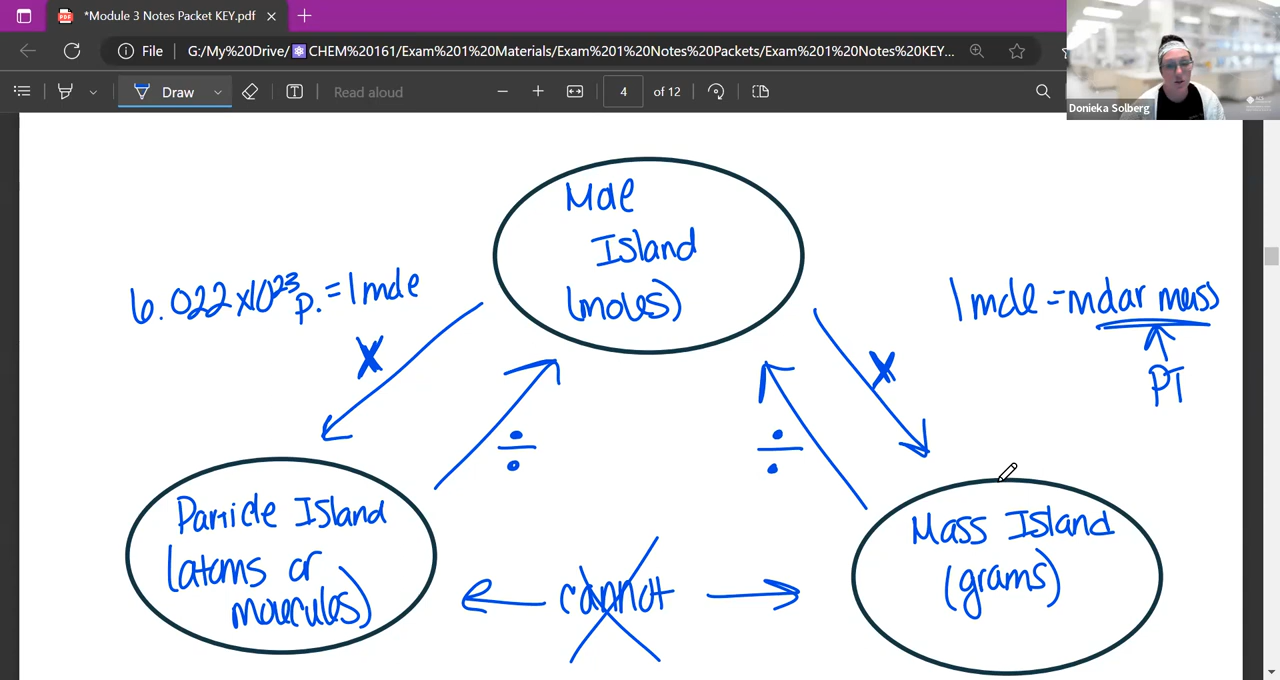 *Module 3 Notes Packet KEY.pdf
File
G:/My%20Drive/ CHEM%20161/Exam%201%20Materials/Exam%201%20Notes%20Packets/Exam%201%20Notes%20KEY...
Draw
Read aloud
4
of 12
Donieka Solberg
Mole
Island
(moles)
6.022x10²³ p. = 1 mole
1 mole = molar mass
PT
X
X
÷
÷
Particle Island
(atoms or
molecules)
cannot
Mass Island
(grams)